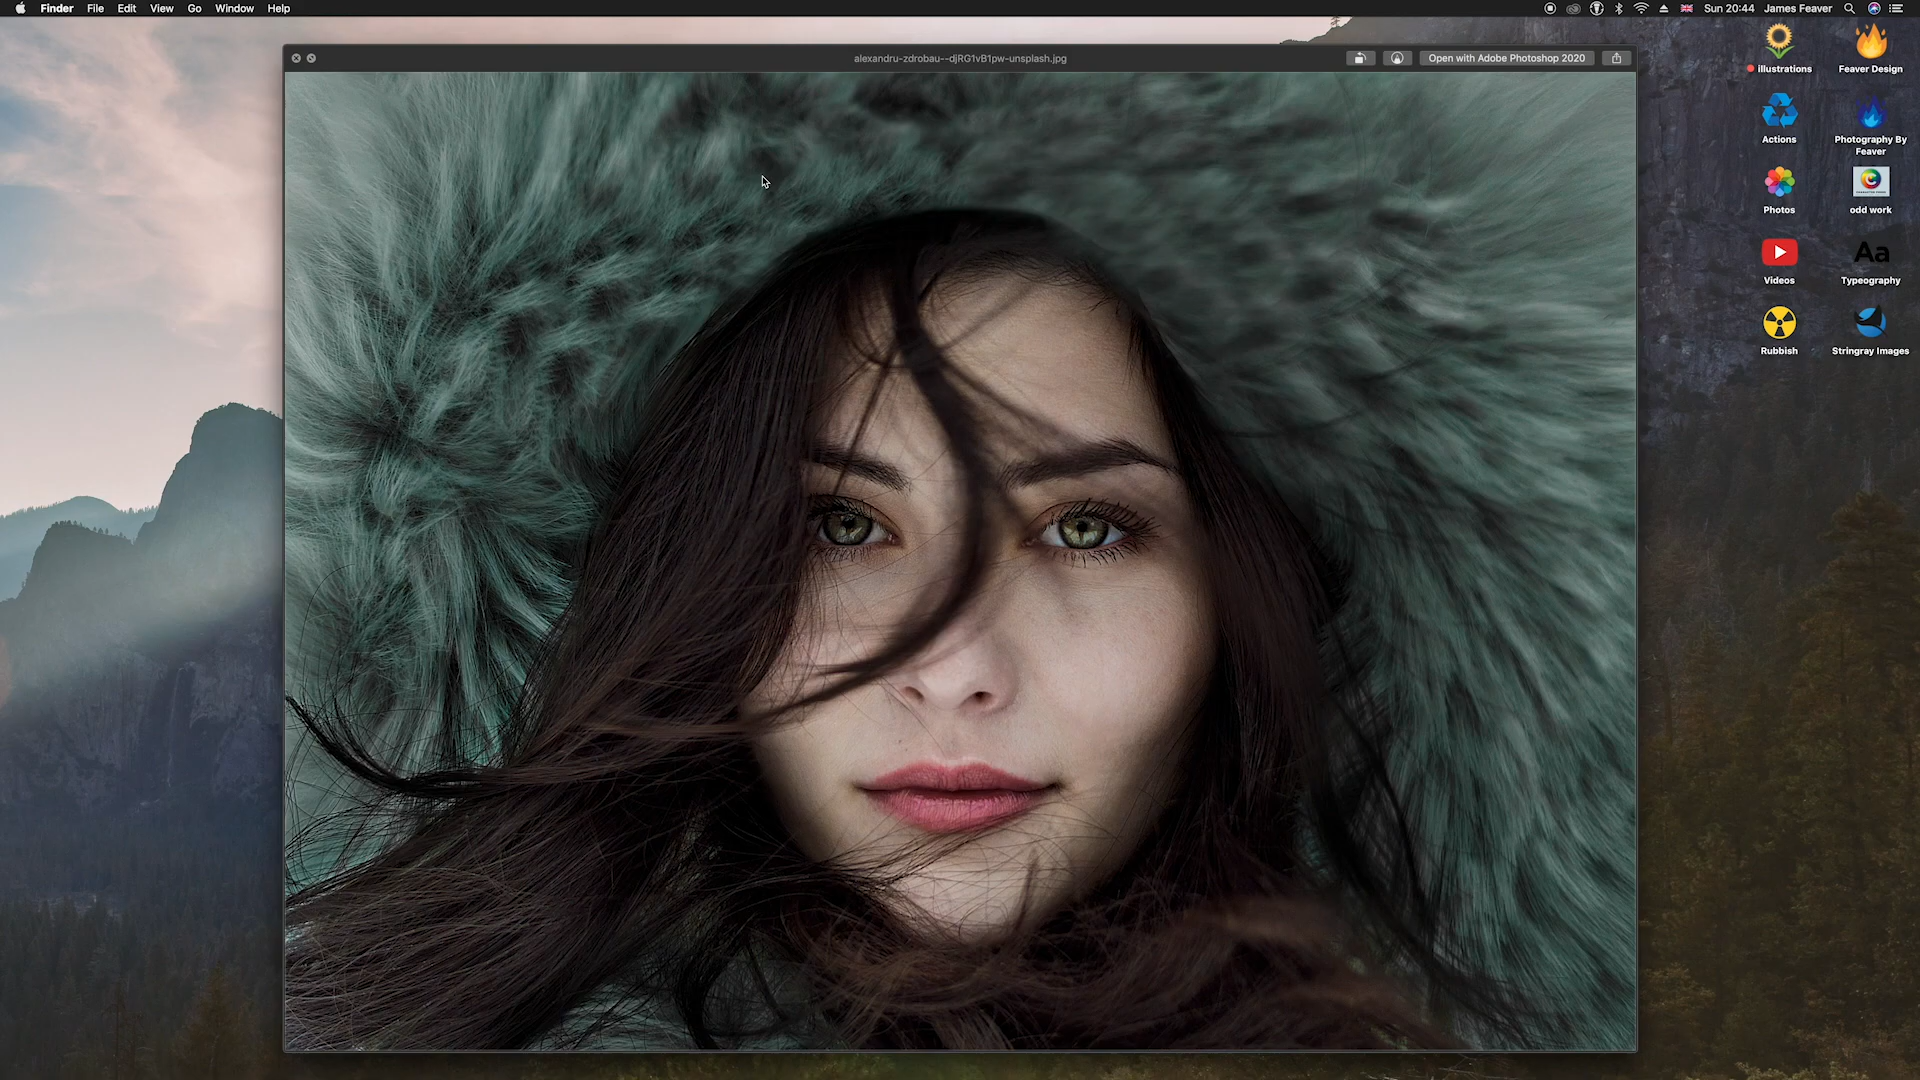 Finder File Edit View Go Window Help
Sun 20:44 James Feaver
alexandru-zdrobau--djRG1vB1pw-unsplash.jpg
Open with Adobe Photoshop 2020
illustrations
Feaver Design
Actions
Photography By
Feaver
Photos
odd work
Videos
Aa
Typeography
Rubbish
Stringray Images